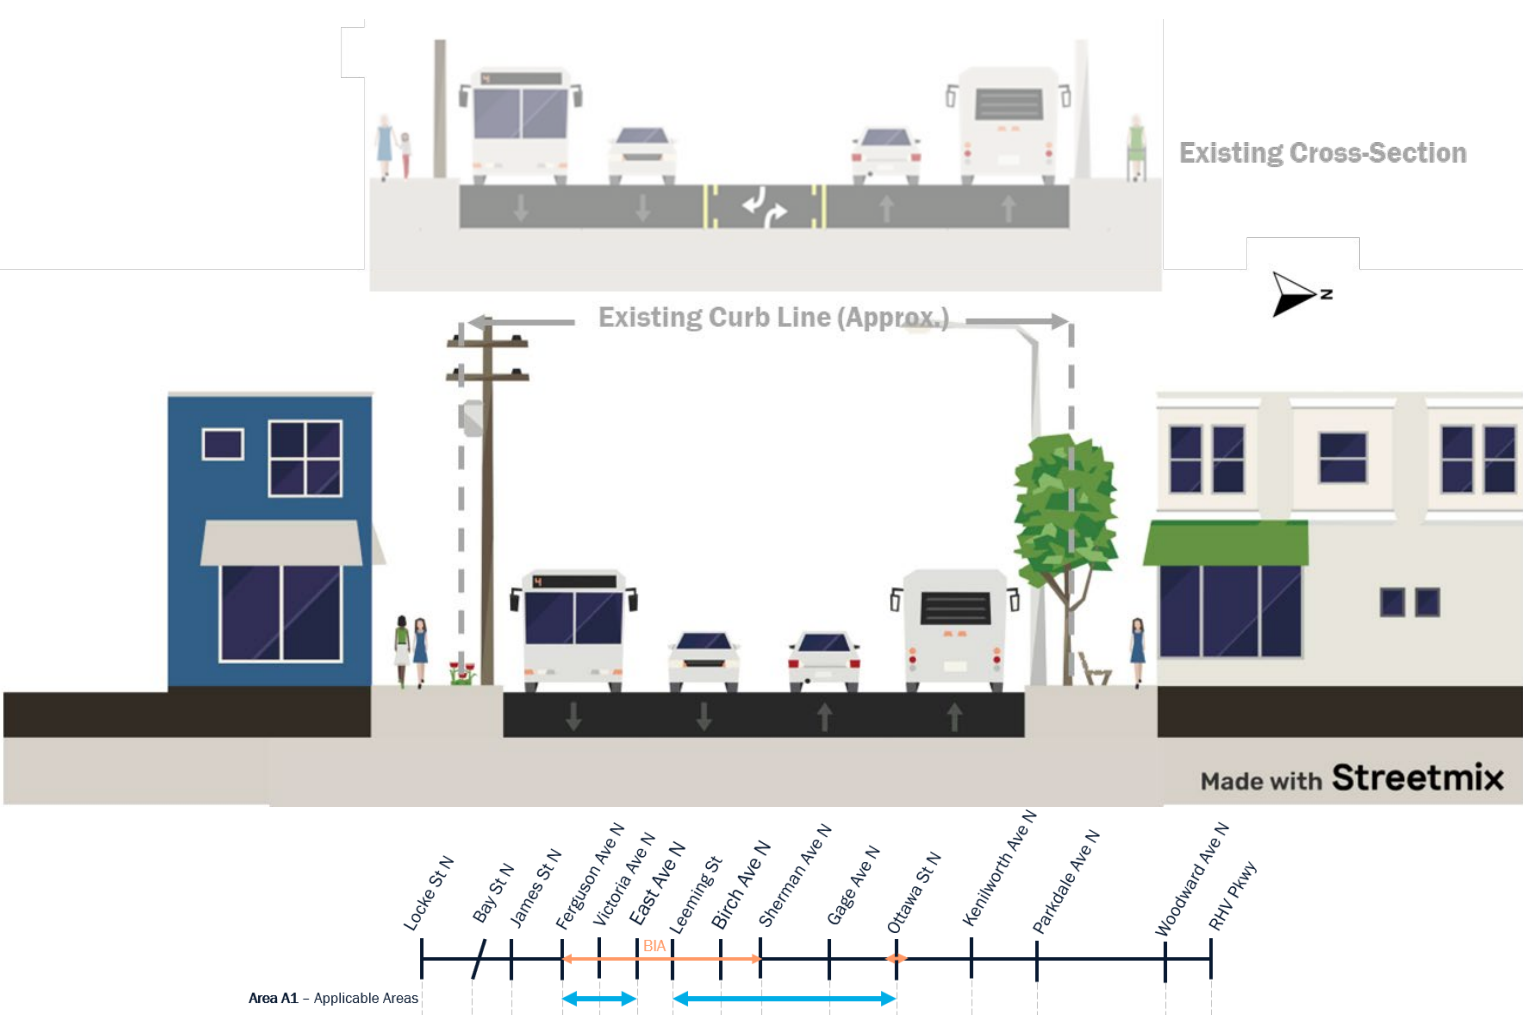 4
Existing Cross-Section
N
Existing Curb Line (Approx.)
4
Made with Streetmix
Locke St N
Bay St N
James St N
Ferguson Ave N
Victoria Ave N
East Ave N
Leeming St
Birch Ave N
Sherman Ave N
Gage Ave N
Ottawa St N
Kenilworth Ave N
Parkdale Ave N
Woodward Ave N
RHV Pkwy
BIA
Area A1 – Applicable Areas